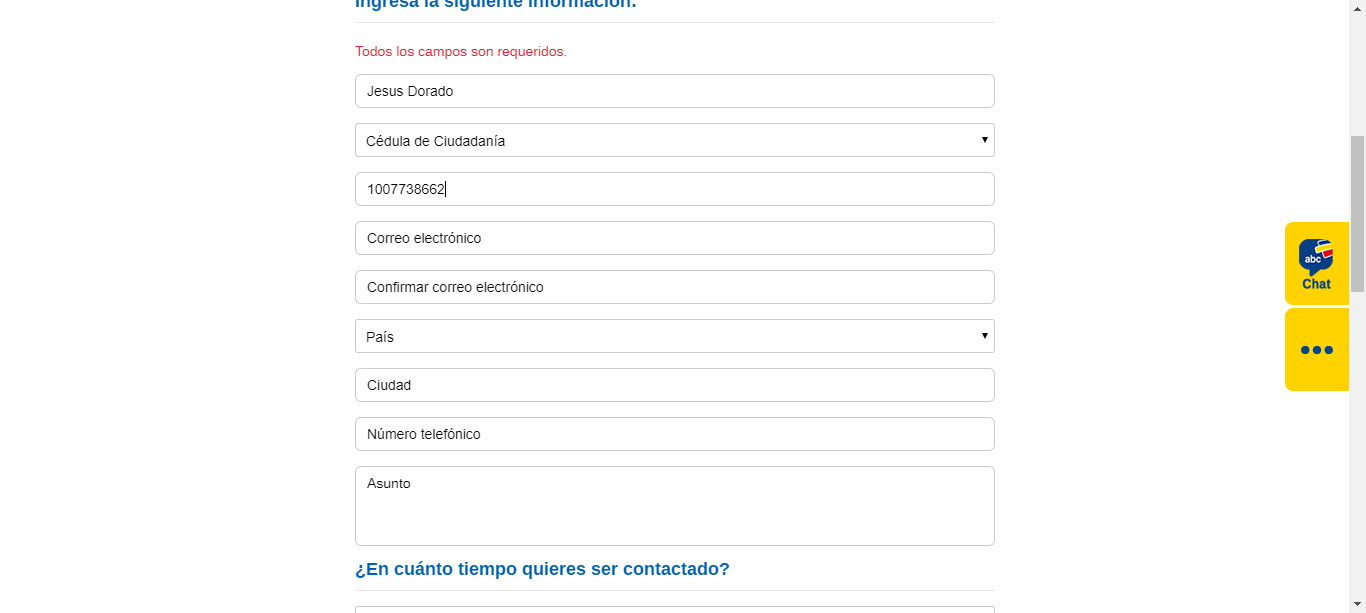 Ingresa la siguiente información:
Todos los campos son requeridos.
Jesus Dorado
Cédula de Ciudadanía
1007738662
Correo electrónico
Confirmar correo electrónico
País
Ciudad
Número telefónico
Asunto
¿En cuánto tiempo quieres ser contactado?
abc
Chat